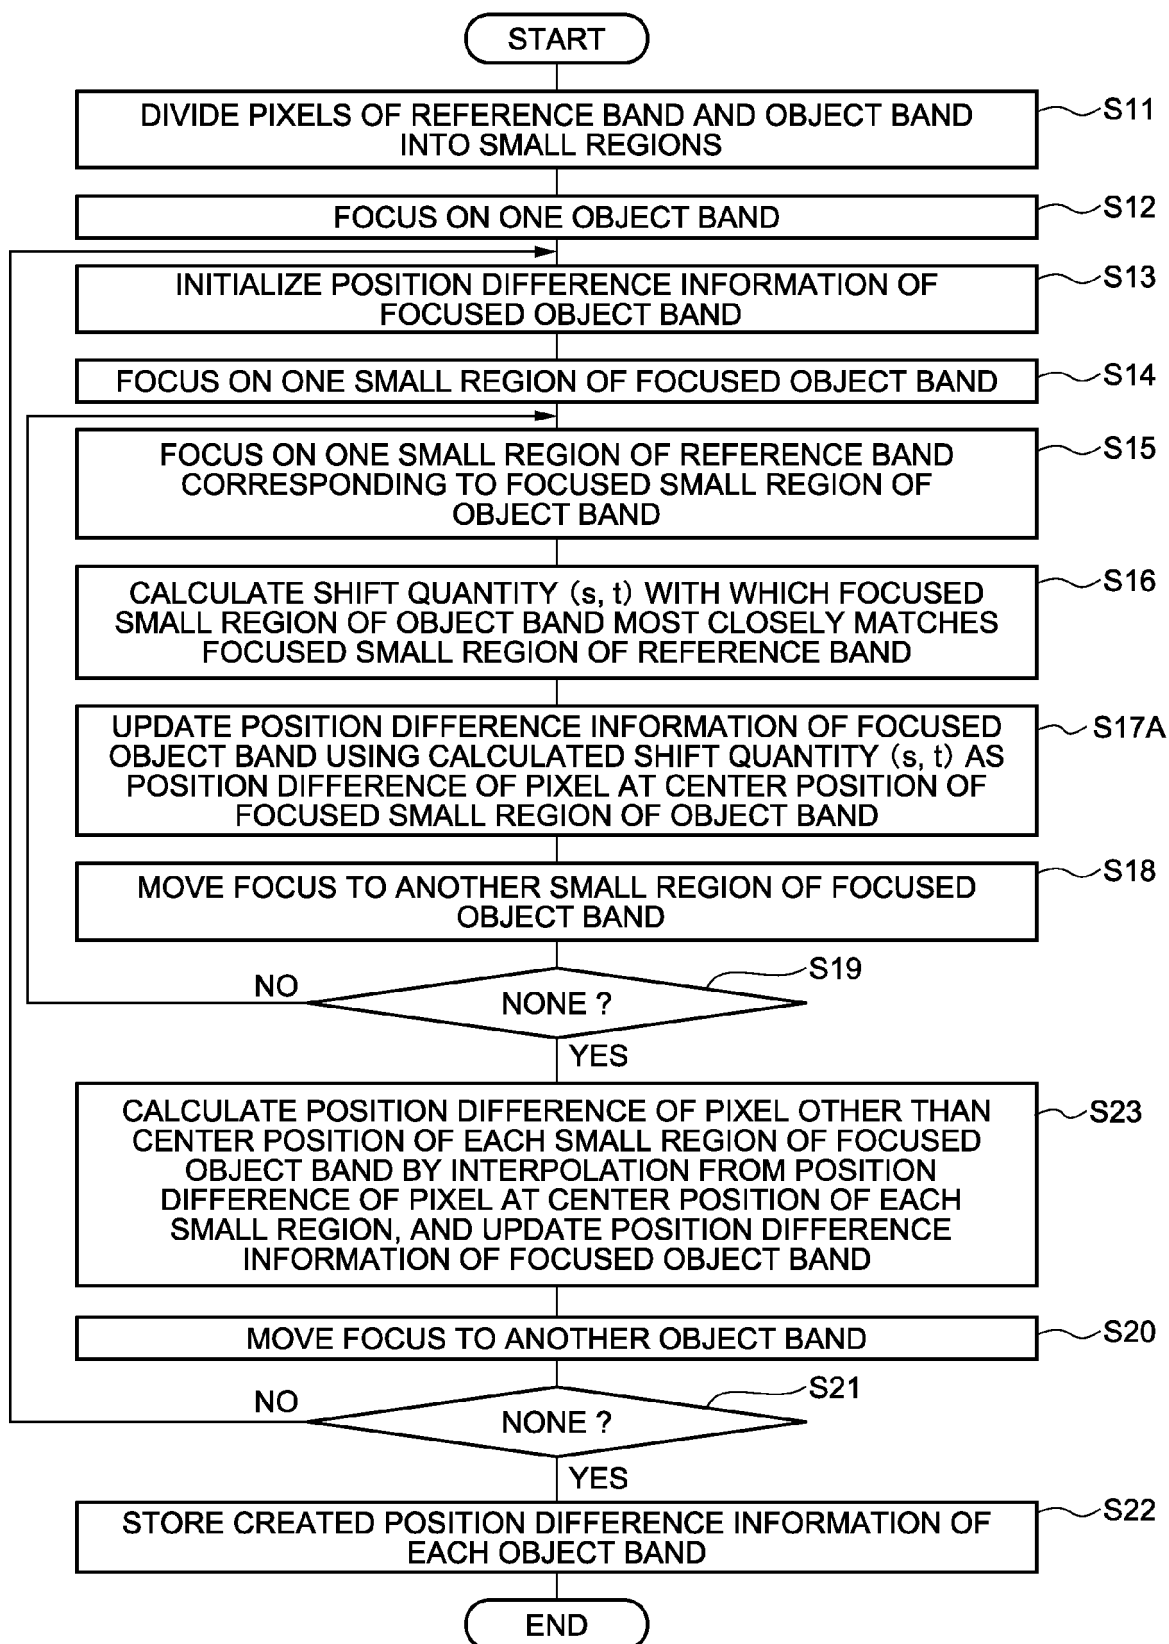 START
DIVIDE PIXELS OF REFERENCE BAND AND OBJECT BAND
INTO SMALL REGIONS
S11
FOCUS ON ONE OBJECT BAND
S12
INITIALIZE POSITION DIFFERENCE INFORMATION OF
FOCUSED OBJECT BAND
S13
FOCUS ON ONE SMALL REGION OF FOCUSED OBJECT BAND
S14
FOCUS ON ONE SMALL REGION OF REFERENCE BAND
CORRESPONDING TO FOCUSED SMALL REGION OF
OBJECT BAND
S15
CALCULATE SHIFT QUANTITY (s, t) WITH WHICH FOCUSED
SMALL REGION OF OBJECT BAND MOST CLOSELY MATCHES
FOCUSED SMALL REGION OF REFERENCE BAND
S16
UPDATE POSITION DIFFERENCE INFORMATION OF FOCUSED
OBJECT BAND USING CALCULATED SHIFT QUANTITY (s, t) AS
POSITION DIFFERENCE OF PIXEL AT CENTER POSITION OF
FOCUSED SMALL REGION OF OBJECT BAND
S17A
MOVE FOCUS TO ANOTHER SMALL REGION OF FOCUSED
OBJECT BAND
S18
NO
NONE ?
S19
YES
CALCULATE POSITION DIFFERENCE OF PIXEL OTHER THAN
CENTER POSITION OF EACH SMALL REGION OF FOCUSED
OBJECT BAND BY INTERPOLATION FROM POSITION
DIFFERENCE OF PIXEL AT CENTER POSITION OF EACH
SMALL REGION, AND UPDATE POSITION DIFFERENCE
INFORMATION OF FOCUSED OBJECT BAND
S23
MOVE FOCUS TO ANOTHER OBJECT BAND
S20
NO
NONE ?
S21
YES
STORE CREATED POSITION DIFFERENCE INFORMATION OF
EACH OBJECT BAND
S22
END